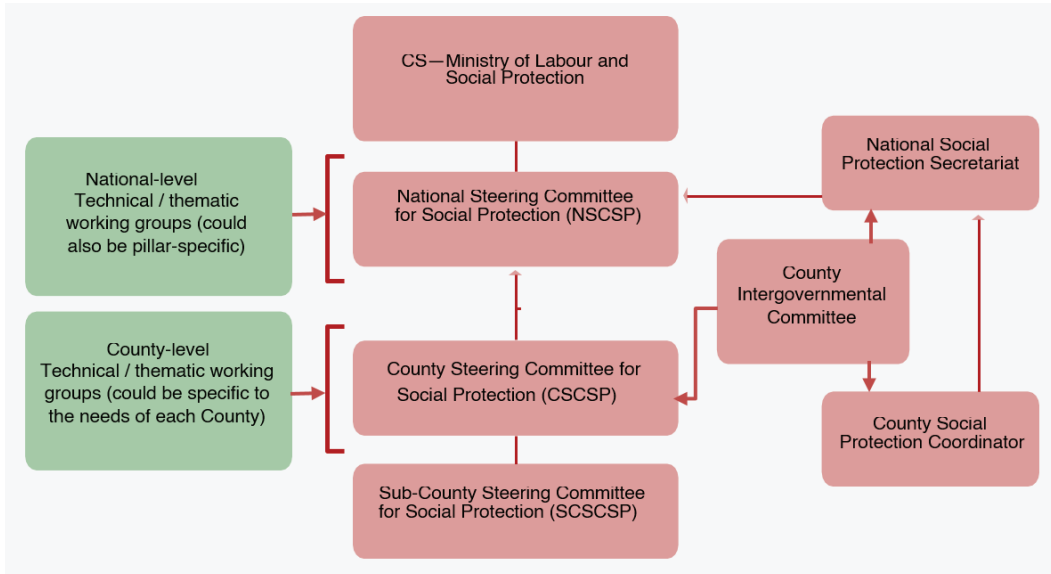 CS—Ministry of Labour and
Social Protection
National Social
Protection Secretariat
National-level
Technical / thematic
working groups (could
also be pillar-specific)
National Steering Committee
for Social Protection (NSCSP)
County
Intergovernmental
Committee
County-level
Technical / thematic working
groups (could be specific to
the needs of each County)
County Steering Committee for
Social Protection (CSCSP)
County Social
Protection Coordinator
Sub-County Steering Committee
for Social Protection (SCSCSP)